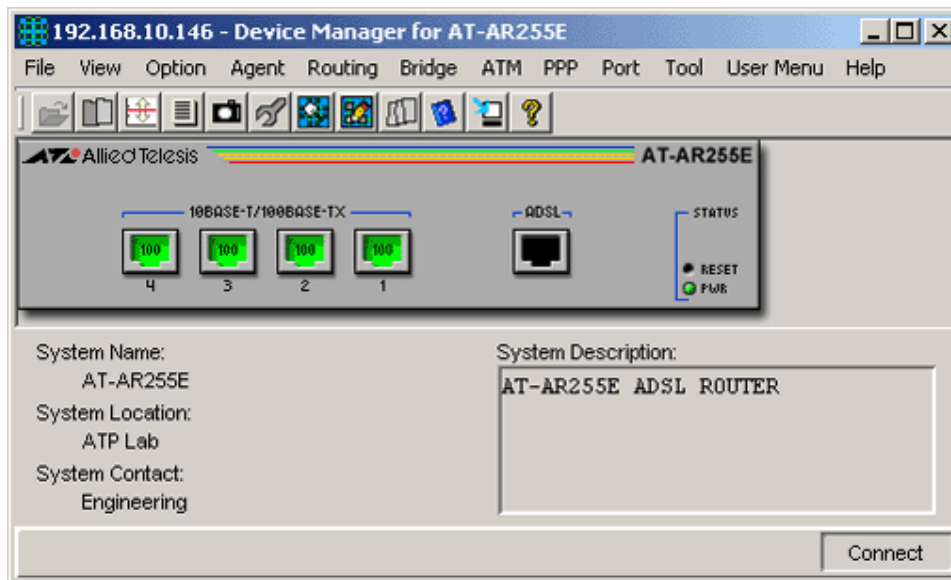 192.168.10.146 - Device Manager for AT-AR255E
File View Option Agent Routing Bridge ATM PPP Port Tool User Menu Help
Allied Telesis AT-AR255E
10BASE-T/100BASE-TX ADSL STATUS
100 100 100 100
RESET
4 3 2 1 PWR
System Name:
AT-AR255E
System Location:
ATP Lab
System Contact:
Engineering
System Description:
AT-AR255E ADSL ROUTER
Connect